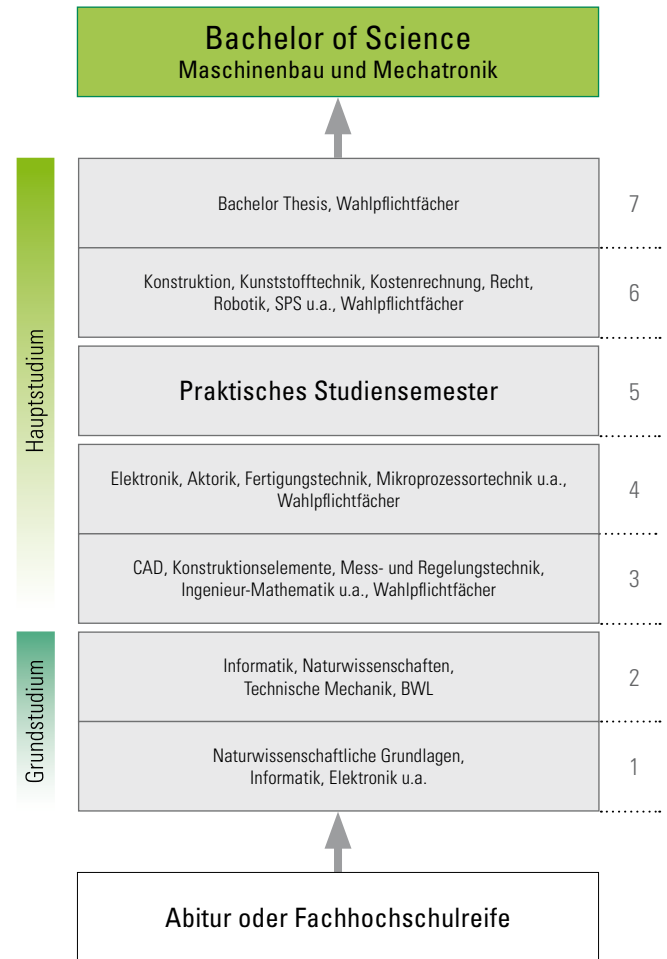 Bachelor of Science
Maschinenbau und Mechatronik
Hauptstudium
Bachelor Thesis, Wahlpflichtfächer
7
Konstruktion, Kunststofftechnik, Kostenrechnung, Recht,
Robotik, SPS u.a., Wahlpflichtfächer
6
Praktisches Studiensemester
5
Elektronik, Aktorik, Fertigungstechnik, Mikroprozessortechnik u.a.,
Wahlpflichtfächer
4
CAD, Konstruktionselemente, Mess- und Regelungstechnik,
Ingenieur-Mathematik u.a., Wahlpflichtfächer
3
Grundstudium
Informatik, Naturwissenschaften,
Technische Mechanik, BWL
2
Naturwissenschaftliche Grundlagen,
Informatik, Elektronik u.a.
1
Abitur oder Fachhochschulreife